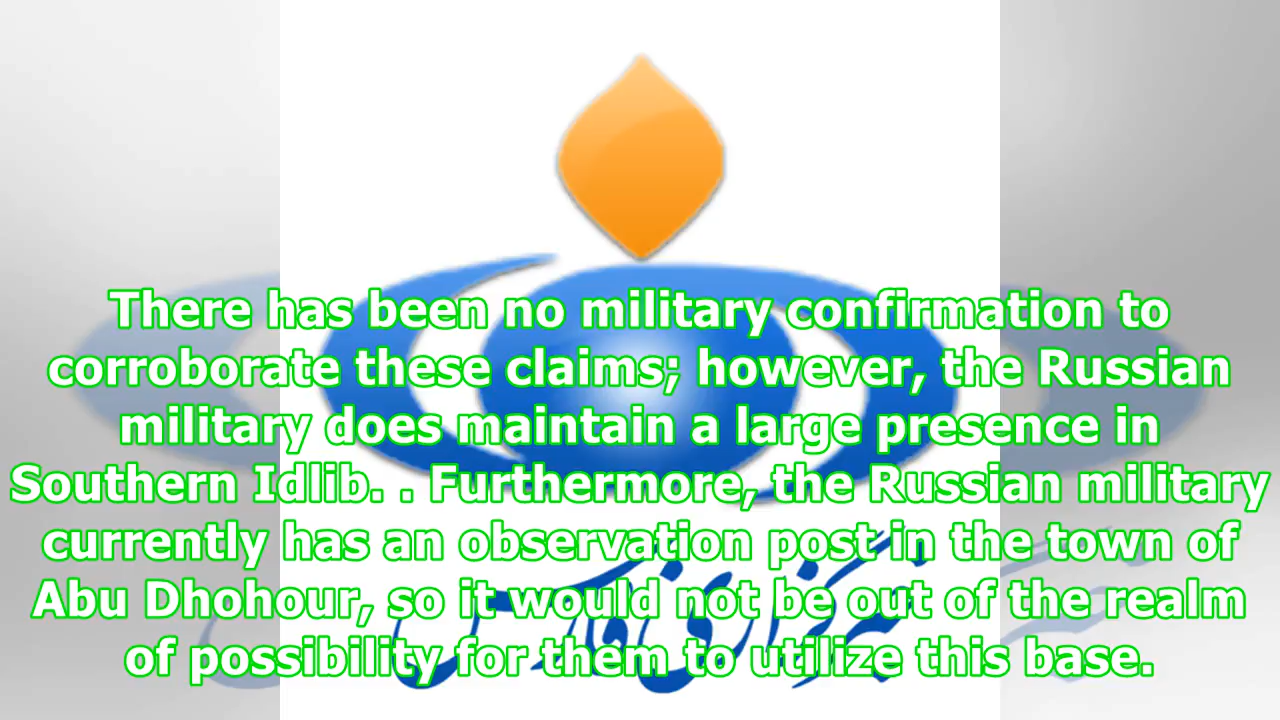 There has been no military confirmation to
corroborate these claims; however, the Russian
military does maintain a large presence in
Southern Idlib. . Furthermore, the Russian military
currently has an observation post in the town of
Abu Dhohour, so it would not be out of the realm
of possibility for them to utilize this base.